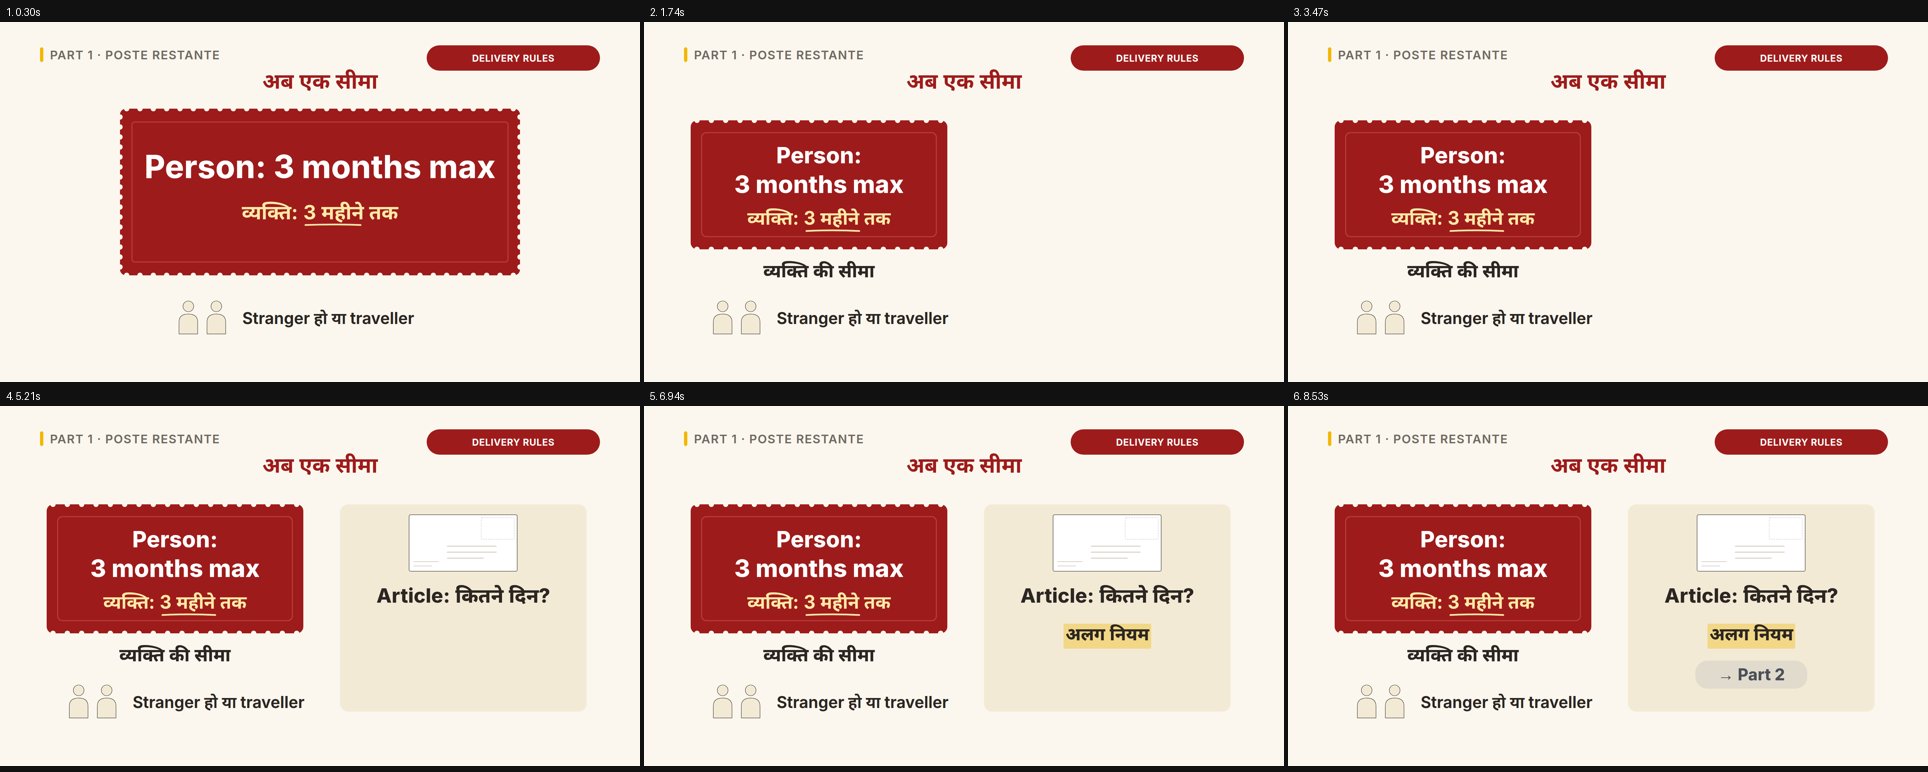 1. 0.30s
PART 1 · POSTE RESTANTE
DELIVERY RULES
अब एक सीमा
Person: 3 months max
व्यक्ति: 3 महीने तक
Stranger हो या traveller
2. 1.74s
PART 1 · POSTE RESTANTE
DELIVERY RULES
अब एक सीमा
Person:
3 months max
व्यक्ति: 3 महीने तक
व्यक्ति की सीमा
Stranger हो या traveller
3. 3.47s
PART 1 · POSTE RESTANTE
DELIVERY RULES
अब एक सीमा
Person:
3 months max
व्यक्ति: 3 महीने तक
व्यक्ति की सीमा
Stranger हो या traveller
4. 5.21s
PART 1 · POSTE RESTANTE
DELIVERY RULES
अब एक सीमा
Person:
3 months max
व्यक्ति: 3 महीने तक
व्यक्ति की सीमा
Stranger हो या traveller
Article: कितने दिन?
5. 6.94s
PART 1 · POSTE RESTANTE
DELIVERY RULES
अब एक सीमा
Person:
3 months max
व्यक्ति: 3 महीने तक
व्यक्ति की सीमा
Stranger हो या traveller
Article: कितने दिन?
अलग नियम
6. 8.53s
PART 1 · POSTE RESTANTE
DELIVERY RULES
अब एक सीमा
Person:
3 months max
व्यक्ति: 3 महीने तक
व्यक्ति की सीमा
Stranger हो या traveller
Article: कितने दिन?
अलग नियम
→ Part 2